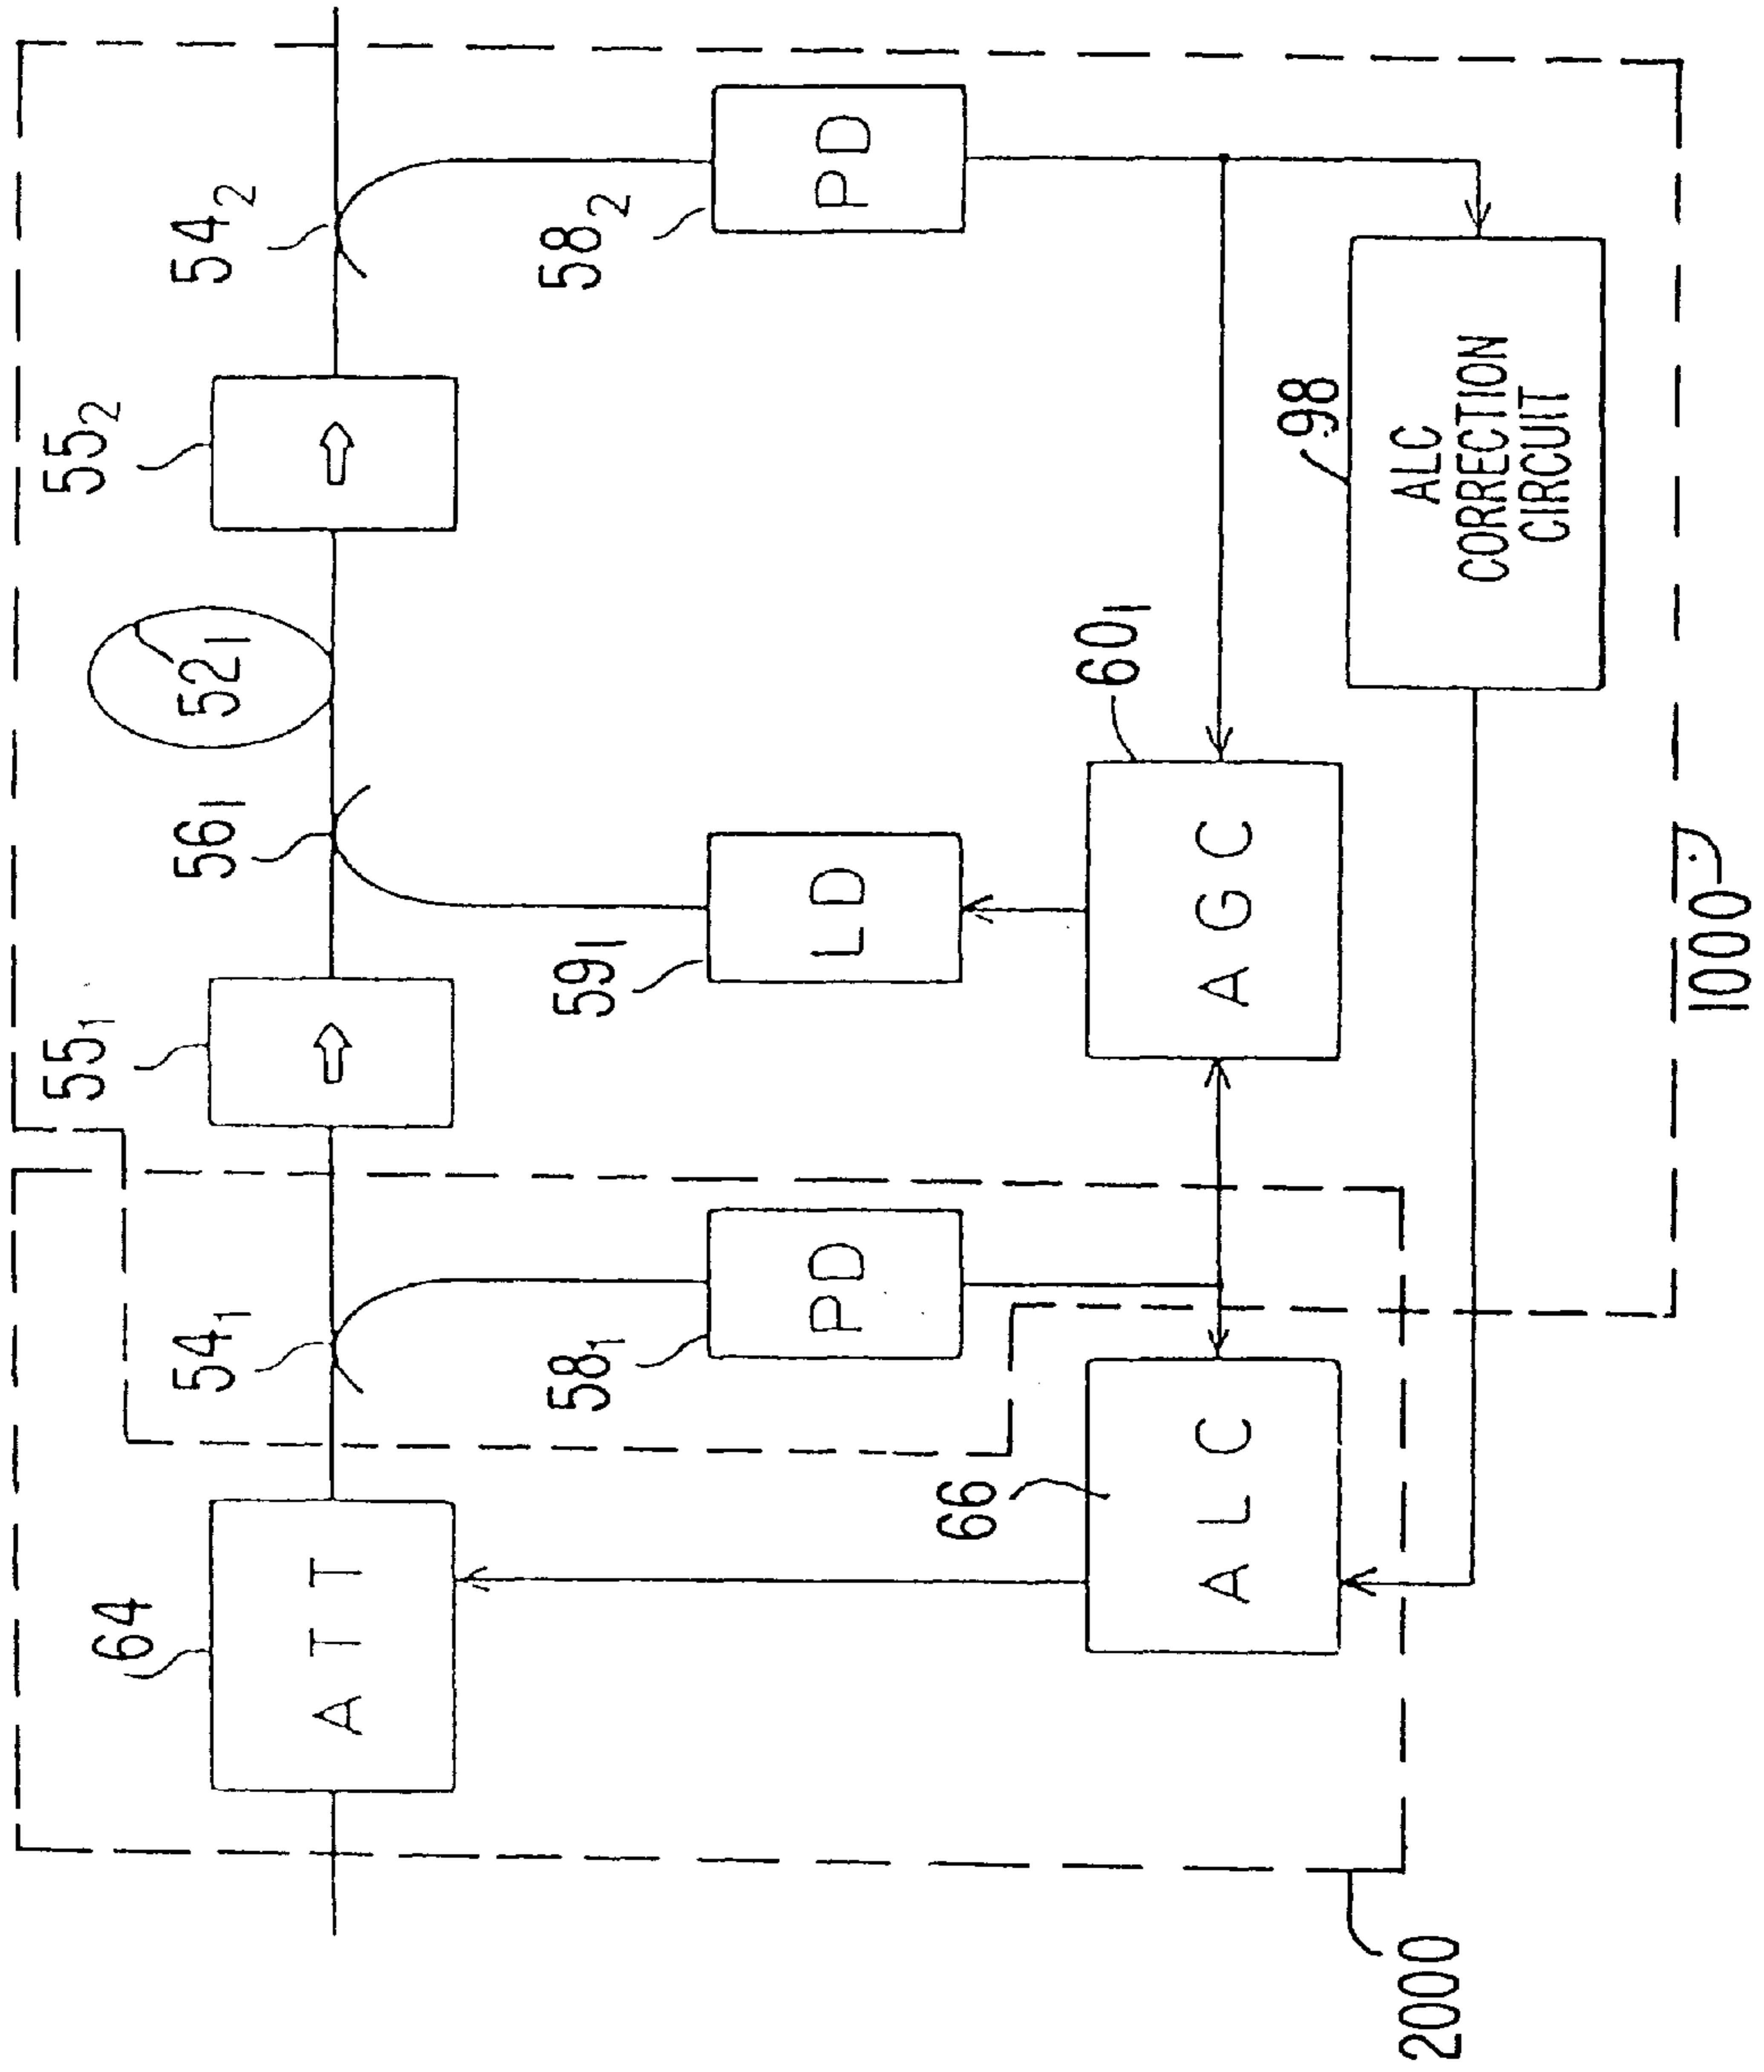 55₁
55₂
64
54₁
56₁
52₁
54₂
ATT
58₁
59₁
58₂
PD
LD
PD
66
60₁
ALC
AGC
98
ALC
CORRECTION
CIRCUIT
2000
1000